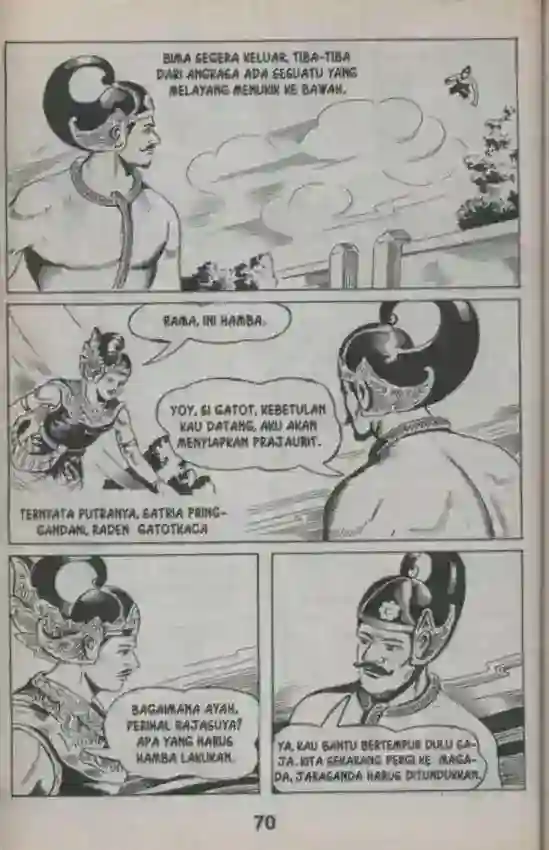 BIMA SEGERA KELUAR, TIBA-TIBA
DARI ANGKASA ADA SESUATU YANG
MELAYANG MENUKIK KE BAWAH.
RAMA, INI HAMBA.
YOY, SI GATOT, KEBETULAN
KAU DATANG, AKU AKAN
MENYIAPKAN PRAJAURIT.
TERNYATA PUTRANYA, SATRIA PRING-
GANDANI, RADEN GATOTKACA
BAGAIMANA AYAH,
PERIHAL RAJASUYA?
APA YANG HARUS
HAMBA LAKUKAN.
YA, KAU BANTU BERTEMPUR DULU SA-
JA. KITA SEKARANG PERGI KE MAGA-
DA, JARAGANDA HARUS DITUNDUKKAN.
70